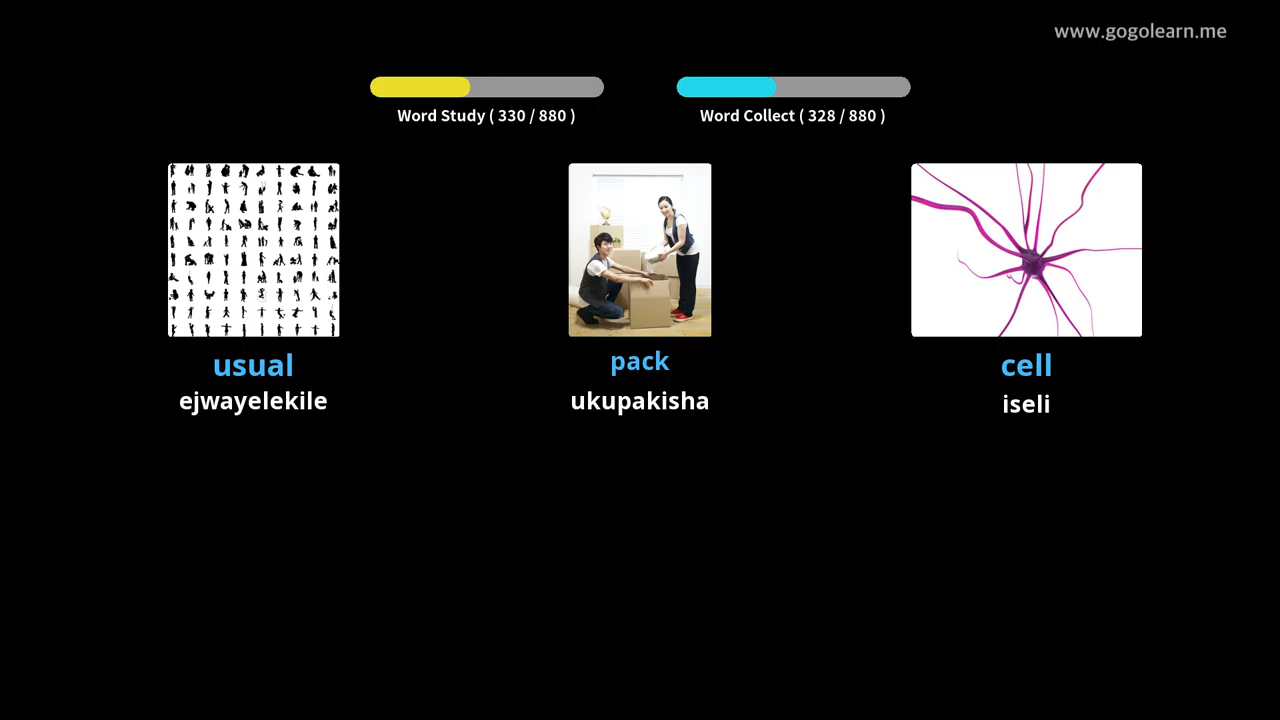 www.gogolearn.me
Word Study ( 330 / 880 )
Word Collect ( 328 / 880 )
usual
ejwayelekile
pack
ukupakisha
cell
iseli